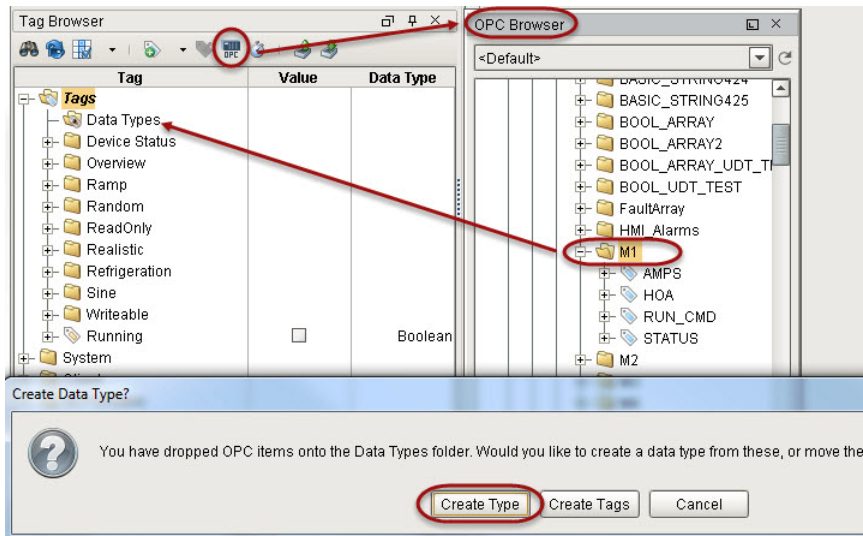 Tag Browser
OPC
Tag Value Data Type
Tags
Data Types
Device Status
Overview
Ramp
Random
ReadOnly
Realistic
Refrigeration
Sine
Writeable
Running Boolean
System
OPC Browser
<Default>
BASIC_STRING424
BASIC_STRING425
BOOL_ARRAY
BOOL_ARRAY2
BOOL_ARRAY_UDT_T
BOOL_UDT_TEST
FaultArray
HMI_Alarms
M1
AMPS
HOA
RUN_CMD
STATUS
M2
Create Data Type?
You have dropped OPC items onto the Data Types folder. Would you like to create a data type from these, or move the
Create Type Create Tags Cancel